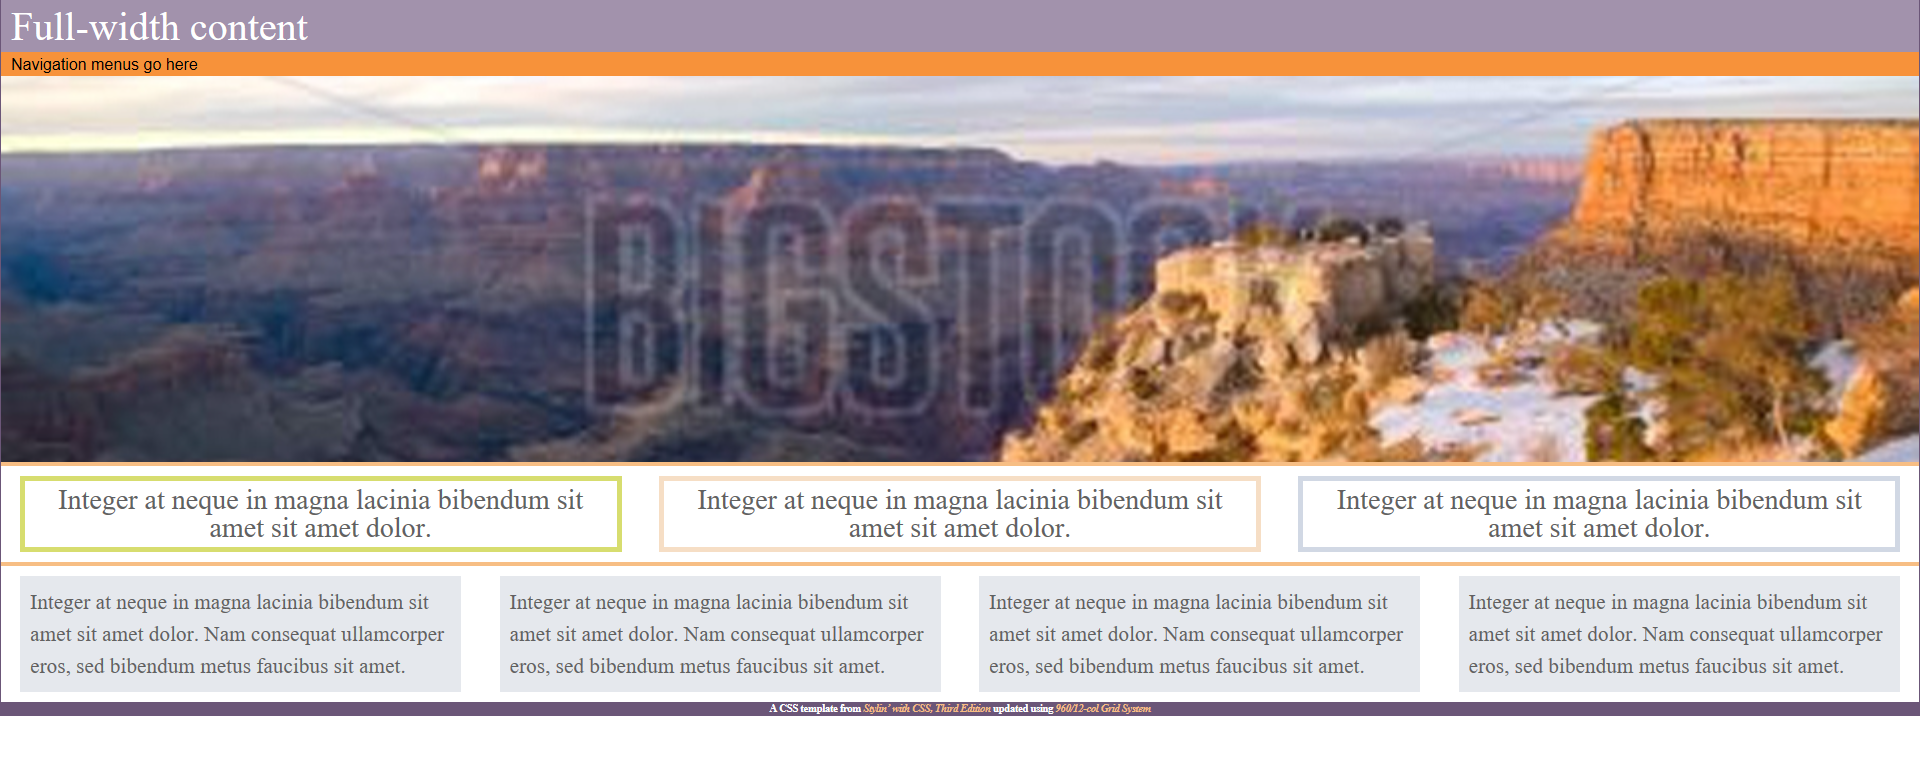 Full-width content
Navigation menus go here
BIGSTOCK
Integer at neque in magna lacinia bibendum sit
amet sit amet dolor.
Integer at neque in magna lacinia bibendum sit
amet sit amet dolor.
Integer at neque in magna lacinia bibendum sit
amet sit amet dolor.
Integer at neque in magna lacinia bibendum sit
amet sit amet dolor. Nam consequat ullamcorper
eros, sed bibendum metus faucibus sit amet.
Integer at neque in magna lacinia bibendum sit
amet sit amet dolor. Nam consequat ullamcorper
eros, sed bibendum metus faucibus sit amet.
Integer at neque in magna lacinia bibendum sit
amet sit amet dolor. Nam consequat ullamcorper
eros, sed bibendum metus faucibus sit amet.
Integer at neque in magna lacinia bibendum sit
amet sit amet dolor. Nam consequat ullamcorper
eros, sed bibendum metus faucibus sit amet.
A CSS template from Stylin' with CSS, Third Edition updated using 960/12-col Grid System